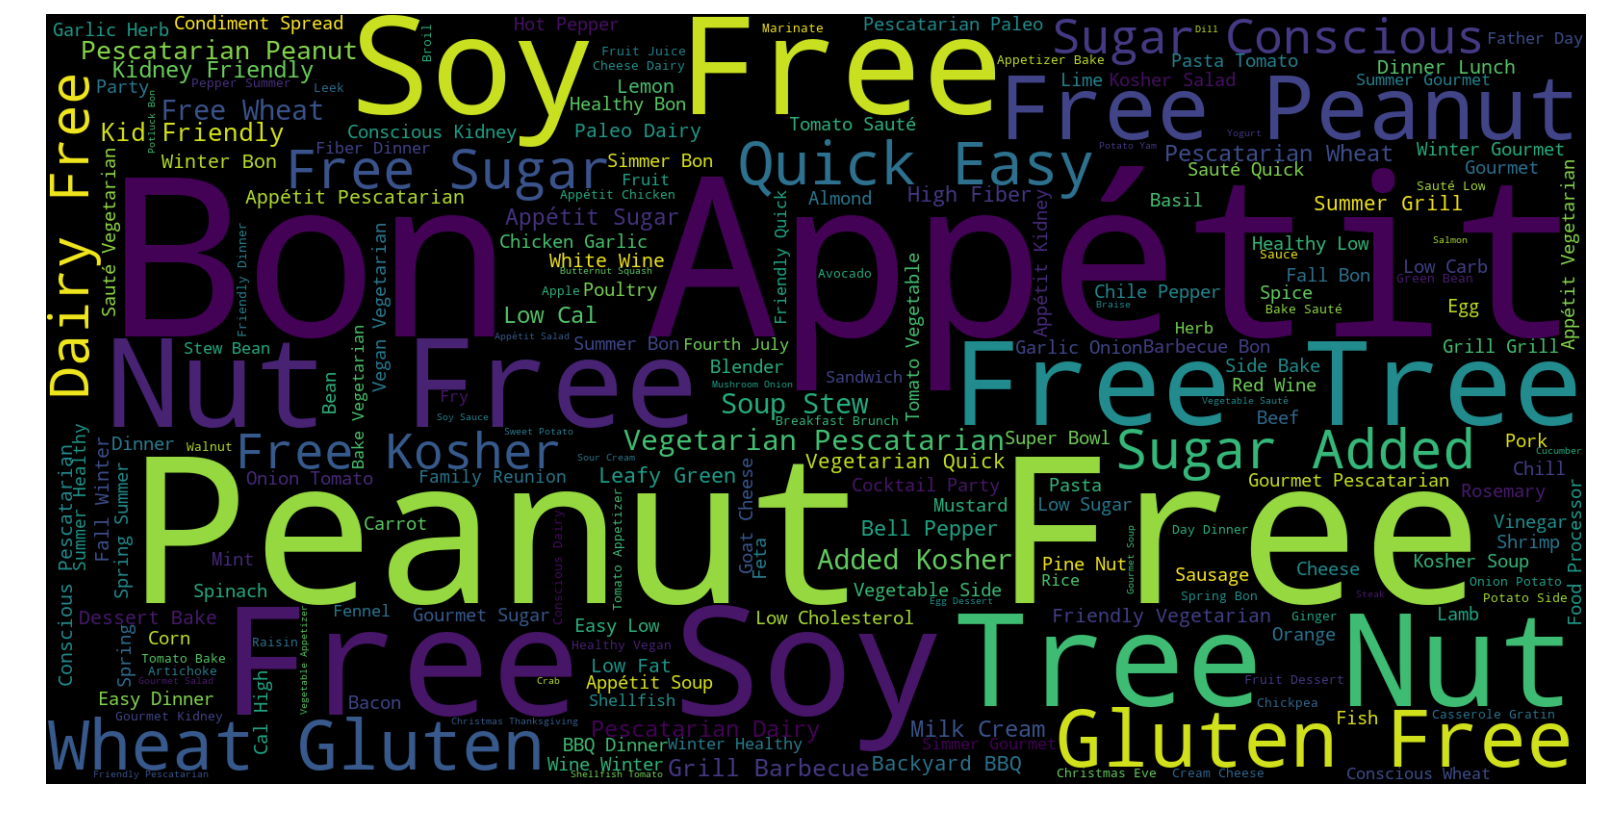 Garlic Herb
Condiment Spread
Soy Free
Hot Pepper
Marinate
Pescatarian Paleo
Sugar Conscious
Dill
Father Day
Pescatarian Peanut
Broil
Fruit Juice
Cheese Dairy
Appetizer Bake
Pasta Tomato
Kidney Friendly
Dinner Lunch
Party
Pepper Summer
Leek
Lemon
Lime
Kosher Salad
Summer Gourmet
Dairy Free
Potluck Bon
Free Wheat
Healthy Bon
Free Peanut
Kid Friendly
Conscious Kidney
Paleo Dairy
Tomato Sauté
Yogurt
Fiber Dinner
Potato Yam
Winter Gourmet
Winter Bon
Free Sugar
Simmer Bon
Quick Easy
Pescatarian Wheat
Sauté Quick
Gourmet
Sauté Vegetarian
Fruit
Appétit Pescatarian
Appétit Chicken
Almond
High Fiber
Basil
Sauté Low
Summer Grill
Appétit Vegetarian
Bon Appétit
Appétit Sugar
Friendly Quick
Appétit Kidney
Friendly Dinner
Vegan Vegetarian
Chicken Garlic
Healthy Low
Salmon
White Wine
Sauce
Butternut Squash
Avocado
Tomato Vegetable
Fall Bon
Low Carb
Green Bean
Apple
Poultry
Chile Pepper
Spice
Braise
Bake Sauté
Egg
Low Cal
Herb
Appétit Salad
Nut Free
Stew Bean
Summer Bon
Fourth July
Garlic Onion
Barbecue Bon
Grill Grill
Free Tree
Bean
Bake Vegetarian
Blender
Sandwich
Side Bake
Mushroom Onion
Red Wine
Fry
Soup Stew
Vegetable Sauté
Soy Sauce
Breakfast Brunch
Beef
Conscious Pescatarian
Summer Healthy
Dinner
Walnut
Sweet Potato
Free Kosher
Vegetarian Pescatarian
Super Bowl
Sugar Added
Pork
Cucumber
Fall Winter
Sour Cream
Vegetarian Quick
Chill
Onion Tomato
Family Reunion
Leafy Green
Goat Cheese
Gourmet Pescatarian
Spring Summer
Cocktail Party
Pasta
Rosemary
Peanut Free
Tomato Appetizer
Mustard
Low Sugar
Food Processor
Carrot
Conscious Dairy
Bell Pepper
Day Dinner
Vinegar
Feta
Gourmet Soup
Shrimp
Mint
Added Kosher
Pine Nut
Sausage
Cheese
Kosher Soup
Rice
Onion Potato
Spinach
Vegetable Side
Spring Bon
Steak
Potato Side
Egg Dessert
Dessert Bake
Fennel
Gourmet Sugar
Low Cholesterol
Friendly Vegetarian
Ginger
Lamb
Free Soy
Tree Nut
Spring
Corn
Raisin
Vegetable Appetizer
Easy Low
Healthy Vegan
Orange
Tomato Bake
Artichoke
Low Fat
Gourmet Salad
Cal High
Crab
Appétit Soup
Fruit Dessert
Easy Dinner
Bacon
Shellfish
Chickpea
Gourmet Kidney
Christmas Thanksgiving
Pescatarian Dairy
Milk Cream
Fish
Casserole Gratin
Wheat Gluten
BBQ Dinner
Winter Healthy
Simmer Gourmet
Gluten Free
Wine Winter
Grill Barbecue
Backyard BBQ
Friendly Pescatarian
Shellfish Tomato
Christmas Eve
Cream Cheese
Conscious Wheat